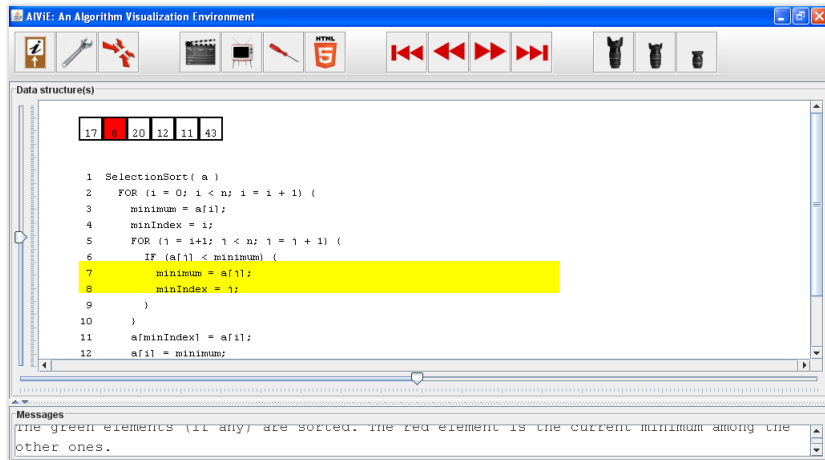 AlViE: An Algorithm Visualization Environment
HTML
Data structure(s)
17 8 20 12 11 43
1 SelectionSort( a )
2 FOR (i = 0; i < n; i = i + 1) {
3 minimum = a[i];
4 minIndex = i;
5 FOR (j = i+1; j < n; j = j + 1) {
6 IF (a[j] < minimum) {
7 minimum = a[j];
8 minIndex = j;
9 }
10 }
11 a[minIndex] = a[i];
12 a[i] = minimum;
Messages
The green elements (if any) are sorted. The red element is the current minimum among the
other ones.